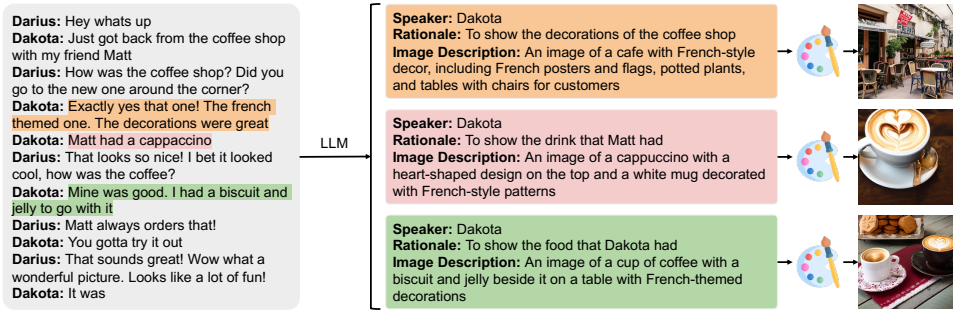 Darius: Hey whats up
Dakota: Just got back from the coffee shop
with my friend Matt
Darius: How was the coffee shop? Did you
go to the new one around the corner?
Dakota: Exactly yes that one! The french
themed one. The decorations were great
Dakota: Matt had a cappaccino
Darius: That looks so nice! I bet it looked
cool, how was the coffee?
Dakota: Mine was good. I had a biscuit and
jelly to go with it
Darius: Matt always orders that!
Dakota: You gotta try it out
Darius: That sounds great! Wow what a
wonderful picture. Looks like a lot of fun!
Dakota: It was
LLM
Speaker: Dakota
Rationale: To show the decorations of the coffee shop
Image Description: An image of a cafe with French-style
decor, including French posters and flags, potted plants,
and tables with chairs for customers
Speaker: Dakota
Rationale: To show the drink that Matt had
Image Description: An image of a cappuccino with a
heart-shaped design on the top and a white mug decorated
with French-style patterns
Speaker: Dakota
Rationale: To show the food that Dakota had
Image Description: An image of a cup of coffee with a
biscuit and jelly beside it on a table with French-themed
decorations